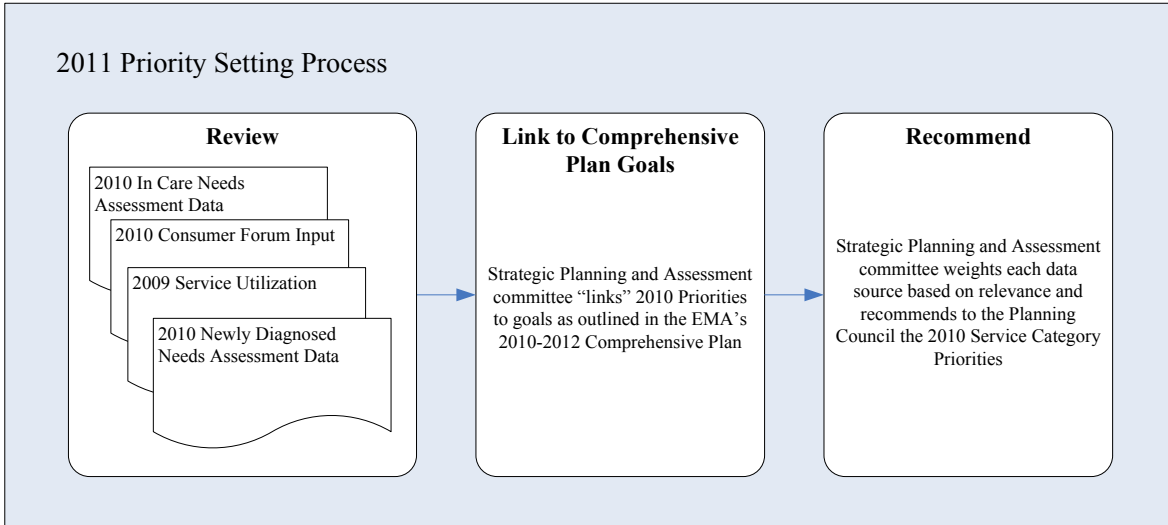 2011 Priority Setting Process
Review
2010 In Care Needs
Assessment Data
2010 Consumer Forum Input
2009 Service Utilization
2010 Newly Diagnosed
Needs Assessment Data
Link to Comprehensive
Plan Goals
Strategic Planning and Assessment
committee “links” 2010 Priorities
to goals as outlined in the EMA’s
2010-2012 Comprehensive Plan
Recommend
Strategic Planning and Assessment
committee weights each data
source based on relevance and
recommends to the Planning
Council the 2010 Service Category
Priorities